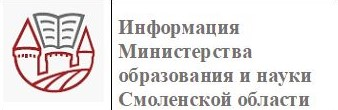 Информация
Министерства
образования и науки
Смоленской области